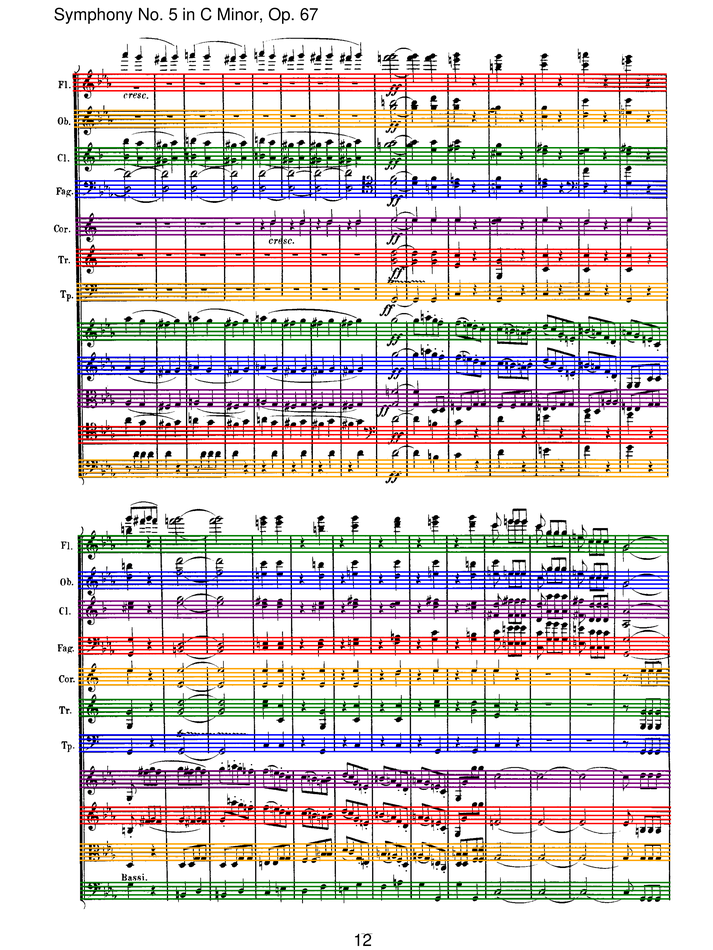 Symphony No. 5 in C Minor, Op. 67
Fl.
cresc.
ff
Ob.
ff
Cl.
ff
Fag.
ff
Cor.
cresc.
ff
Tr.
ff
Tp.
ff
ff
ff
ff
ff
ff
Fl.
Ob.
Cl.
Fag.
Cor.
Tr.
Tp.
Bassi.
12